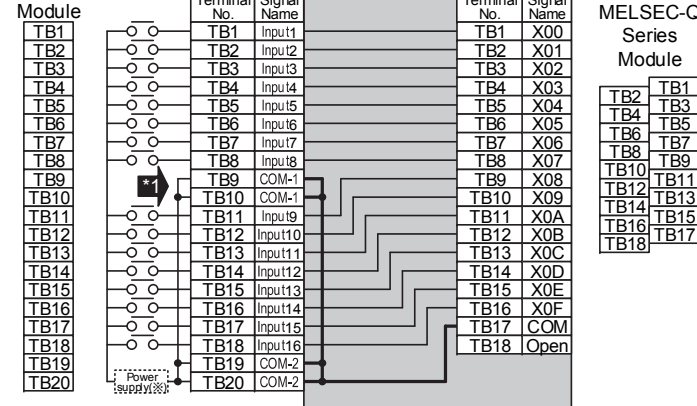 Module
TB1
TB2
TB3
TB4
TB5
TB6
TB7
TB8
TB9
TB10
TB11
TB12
TB13
TB14
TB15
TB16
TB17
TB18
TB19
TB20
*1
Power
supply(※)
Terminal Signal
No. Name
TB1 Input1
TB2 Input2
TB3 Input3
TB4 Input4
TB5 Input5
TB6 Input6
TB7 Input7
TB8 Input8
TB9 COM-1
TB10 COM-1
TB11 Input9
TB12 Input10
TB13 Input11
TB14 Input12
TB15 Input13
TB16 Input14
TB17 Input15
TB18 Input16
TB19 COM-2
TB20 COM-2
Terminal Signal
No. Name
TB1 X00
TB2 X01
TB3 X02
TB4 X03
TB5 X04
TB6 X05
TB7 X06
TB8 X07
TB9 X08
TB10 X09
TB11 X0A
TB12 X0B
TB13 X0C
TB14 X0D
TB15 X0E
TB16 X0F
TB17 COM
TB18 Open
MELSEC-Q
Series
Module
TB1
TB2
TB3
TB4
TB5
TB6
TB7
TB8
TB9
TB10
TB11
TB12
TB13
TB14
TB15
TB16
TB17
TB18